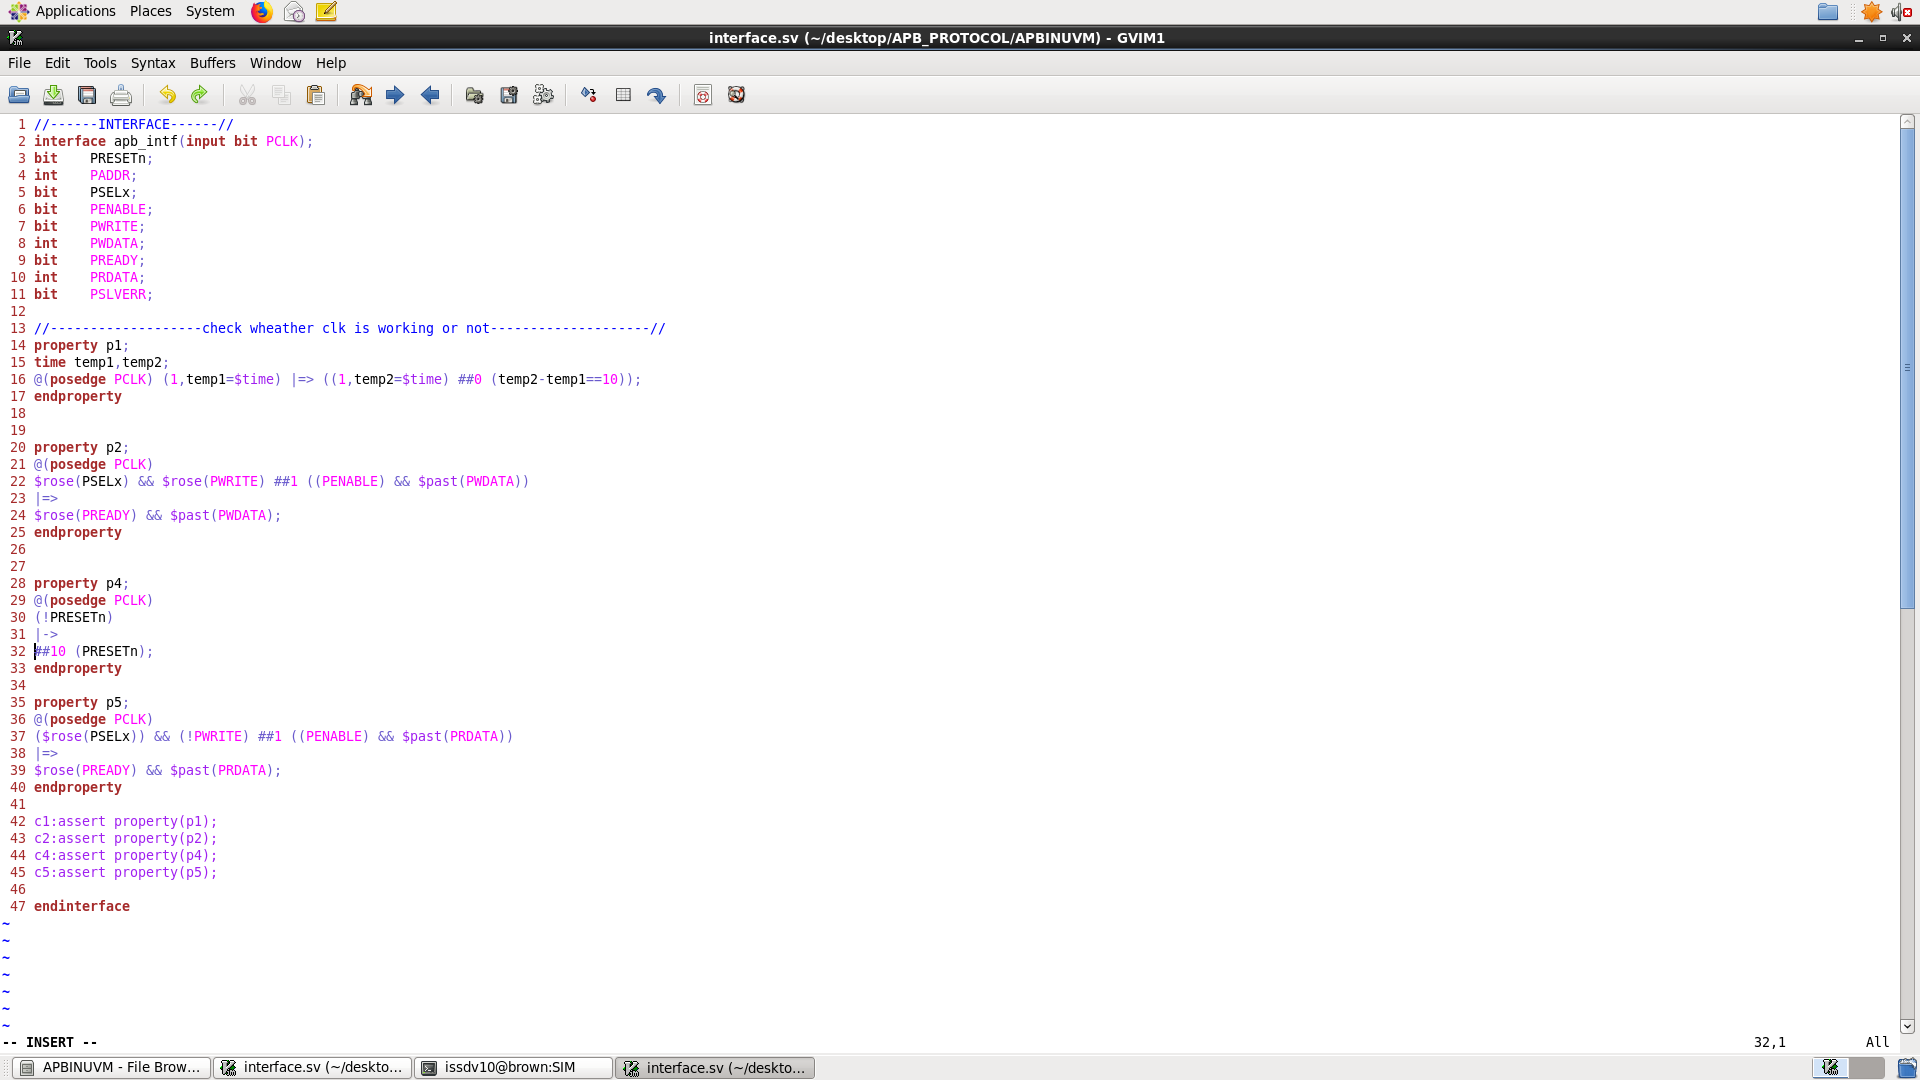 Applications Places System
interface.sv (~/desktop/APB_PROTOCOL/APBINUVM) - GVIM1
File Edit Tools Syntax Buffers Window Help
1 //------INTERFACE------//
2 interface apb_intf(input bit PCLK);
3 bit    PRESETn;
4 int    PADDR;
5 bit    PSELx;
6 bit    PENABLE;
7 bit    PWRITE;
8 int    PWDATA;
9 bit    PREADY;
10 int    PRDATA;
11 bit    PSLVERR;
12
13 //-------------------check wheather clk is working or not--------------------//
14 property p1;
15 time temp1,temp2;
16 @(posedge PCLK) (1,temp1=$time) |=> ((1,temp2=$time) ##0 (temp2-temp1==10));
17 endproperty
18
19
20 property p2;
21 @(posedge PCLK)
22 $rose(PSELx) && $rose(PWRITE) ##1 ((PENABLE) && $past(PWDATA))
23 |=>
24 $rose(PREADY) && $past(PWDATA);
25 endproperty
26
27
28 property p4;
29 @(posedge PCLK)
30 (!PRESETn)
31 |->
32 ##10 (PRESETn);
33 endproperty
34
35 property p5;
36 @(posedge PCLK)
37 ($rose(PSELx)) && (!PWRITE) ##1 ((PENABLE) && $past(PRDATA))
38 |=>
39 $rose(PREADY) && $past(PRDATA);
40 endproperty
41
42 c1:assert property(p1);
43 c2:assert property(p2);
44 c4:assert property(p4);
45 c5:assert property(p5);
46
47 endinterface
~
~
~
~
~
~
~
-- INSERT -- 32,1 All
APBINUVM - File Brow... interface.sv (~/deskto... issdv10@brown:SIM interface.sv (~/deskto...